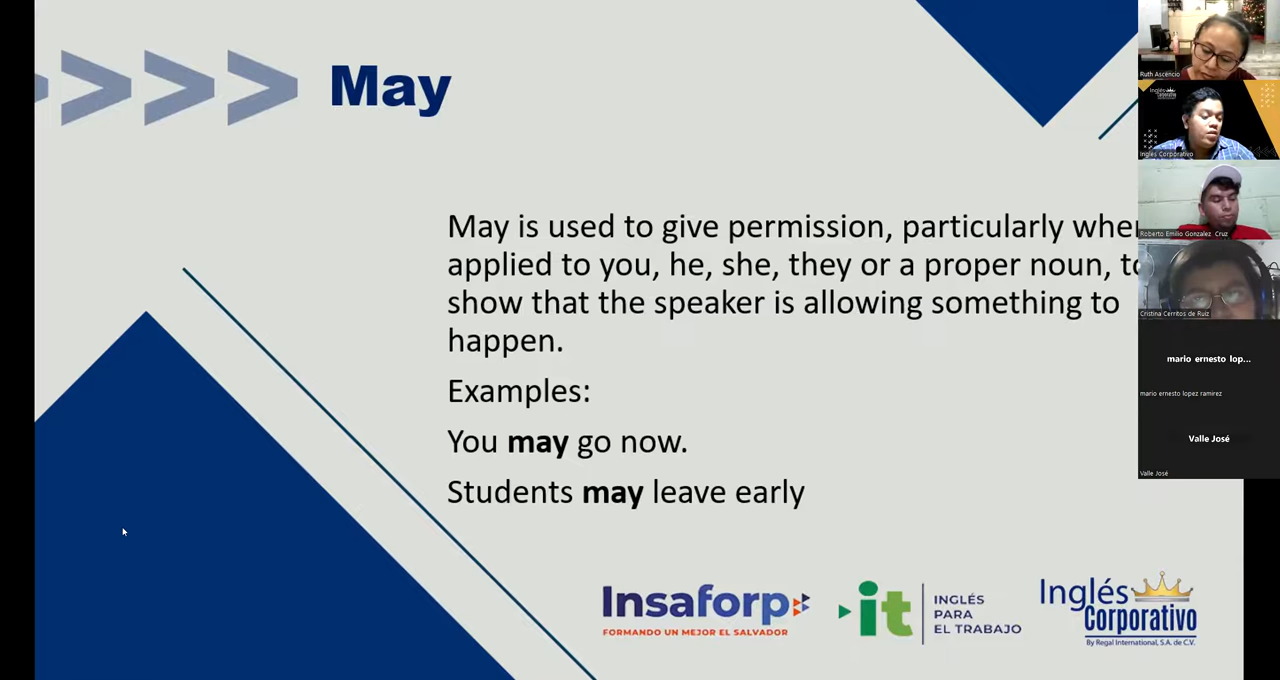 May
May is used to give permission, particularly when
applied to you, he, she, they or a proper noun, to
show that the speaker is allowing something to
happen.
Examples:
You may go now.
Students may leave early
Insaforp
FORMANDO UN MEJOR EL SALVADOR
it
INGLÉS
PARA
EL TRABAJO
Inglés
Corporativo
By Regal International, S.A. de C.V.
Ruth Ascencio
Inglés Corporativo
Roberto Emilio Gonzalez Cruz
Cristina Cerritos de Ruiz
mario ernesto lop...
mario ernesto lopez ramirez
Valle José
Valle José